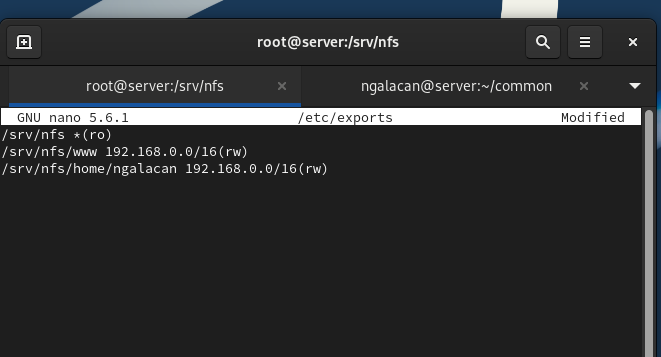 root@server:/srv/nfs
root@server:/srv/nfs
ngalacan@server:~/common
GNU nano 5.6.1 /etc/exports Modified
/srv/nfs *(ro)
/srv/nfs/www 192.168.0.0/16(rw)
/srv/nfs/home/ngalacan 192.168.0.0/16(rw)